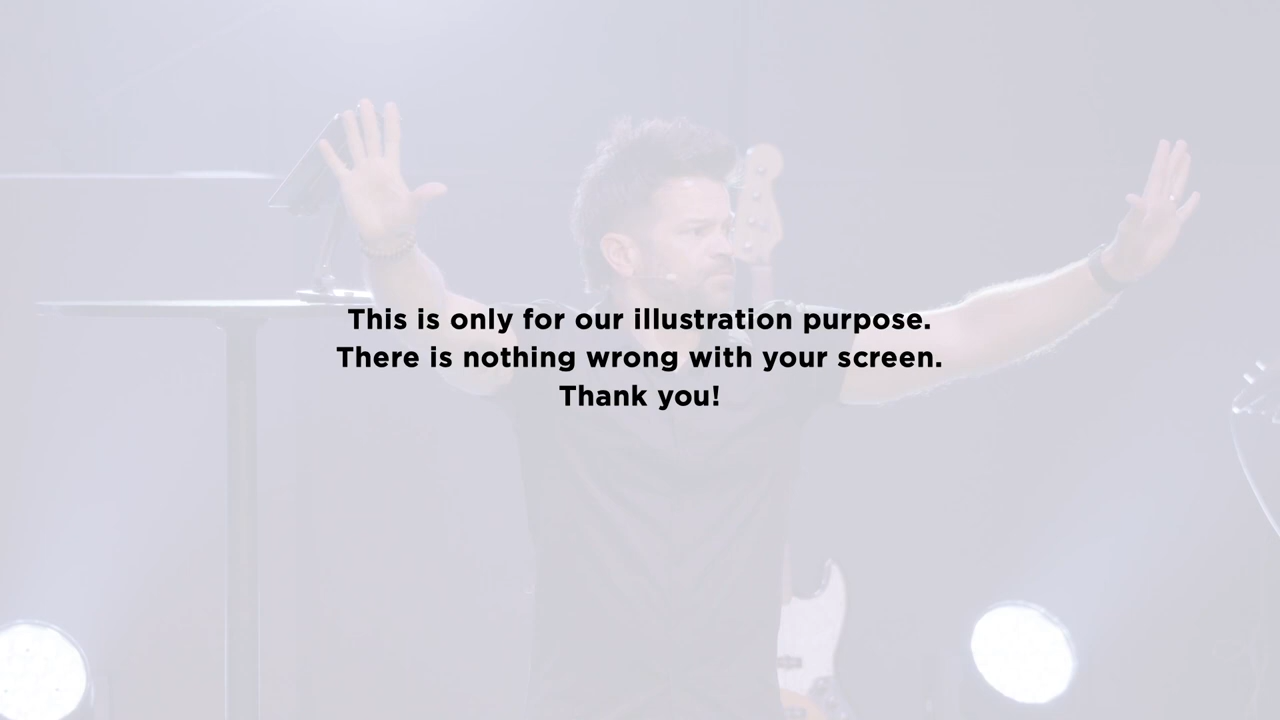 This is only for our illustration purpose.
There is nothing wrong with your screen.
Thank you!